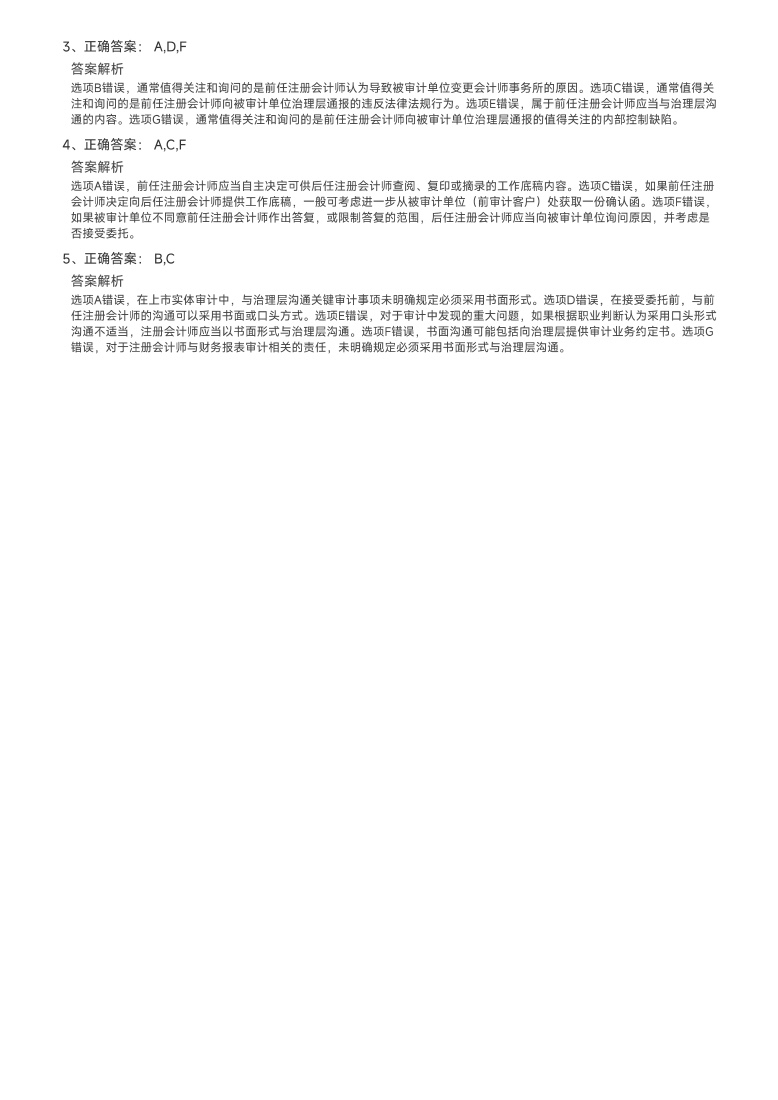 3、正确答案： A,D,F
答案解析
选项B错误，通常值得关注和询问的是前任注册会计师认为导致被审计单位变更会计师事务所的原因。选项C错误，通常值得关
注和询问的是前任注册会计师向被审计单位治理层通报的违反法律法规行为。选项E错误，属于前任注册会计师应当与治理层沟
通的内容。选项G错误，通常值得关注和询问的是前任注册会计师向被审计单位治理层通报的值得关注的内部控制缺陷。
4、正确答案： A,C,F
答案解析
选项A错误，前任注册会计师应当自主决定可供后任注册会计师查阅、复印或摘录的工作底稿内容。选项C错误，如果前任注册
会计师决定向后任注册会计师提供工作底稿，一般可考虑进一步从被审计单位（前审计客户）处获取一份确认函。选项F错误，
如果被审计单位不同意前任注册会计师作出答复，或限制答复的范围，后任注册会计师应当向被审计单位询问原因，并考虑是
否接受委托。
5、正确答案： B,C
答案解析
选项A错误，在上市实体审计中，与治理层沟通关键审计事项未明确规定必须采用书面形式。选项D错误，在接受委托前，与前
任注册会计师的沟通可以采用书面或口头方式。选项E错误，对于审计中发现的重大问题，如果根据职业判断认为采用口头形式
沟通不适当，注册会计师应当以书面形式与治理层沟通。选项F错误，书面沟通可能包括向治理层提供审计业务约定书。选项G
错误，对于注册会计师与财务报表审计相关的责任，未明确规定必须采用书面形式与治理层沟通。